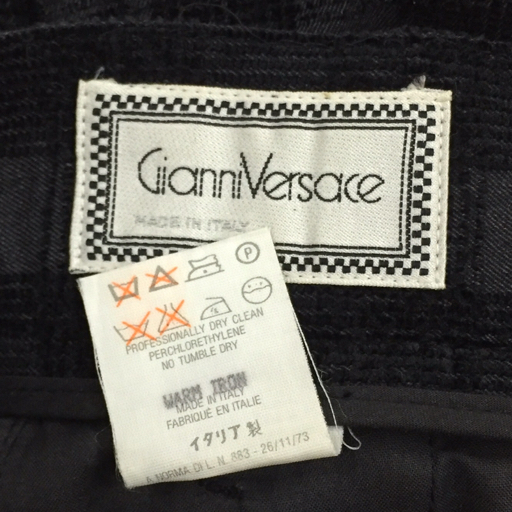 GianniVersace
MADE IN ITALY
P
PROFESSIONALLY DRY CLEAN
PERCHLORETHYLENE
NO TUMBLE DRY
WARM IRON
MADE IN ITALY
FABRIQUÉ EN ITALIE
イタリア製
A NORMA DI L. N. 883 - 26/11/73